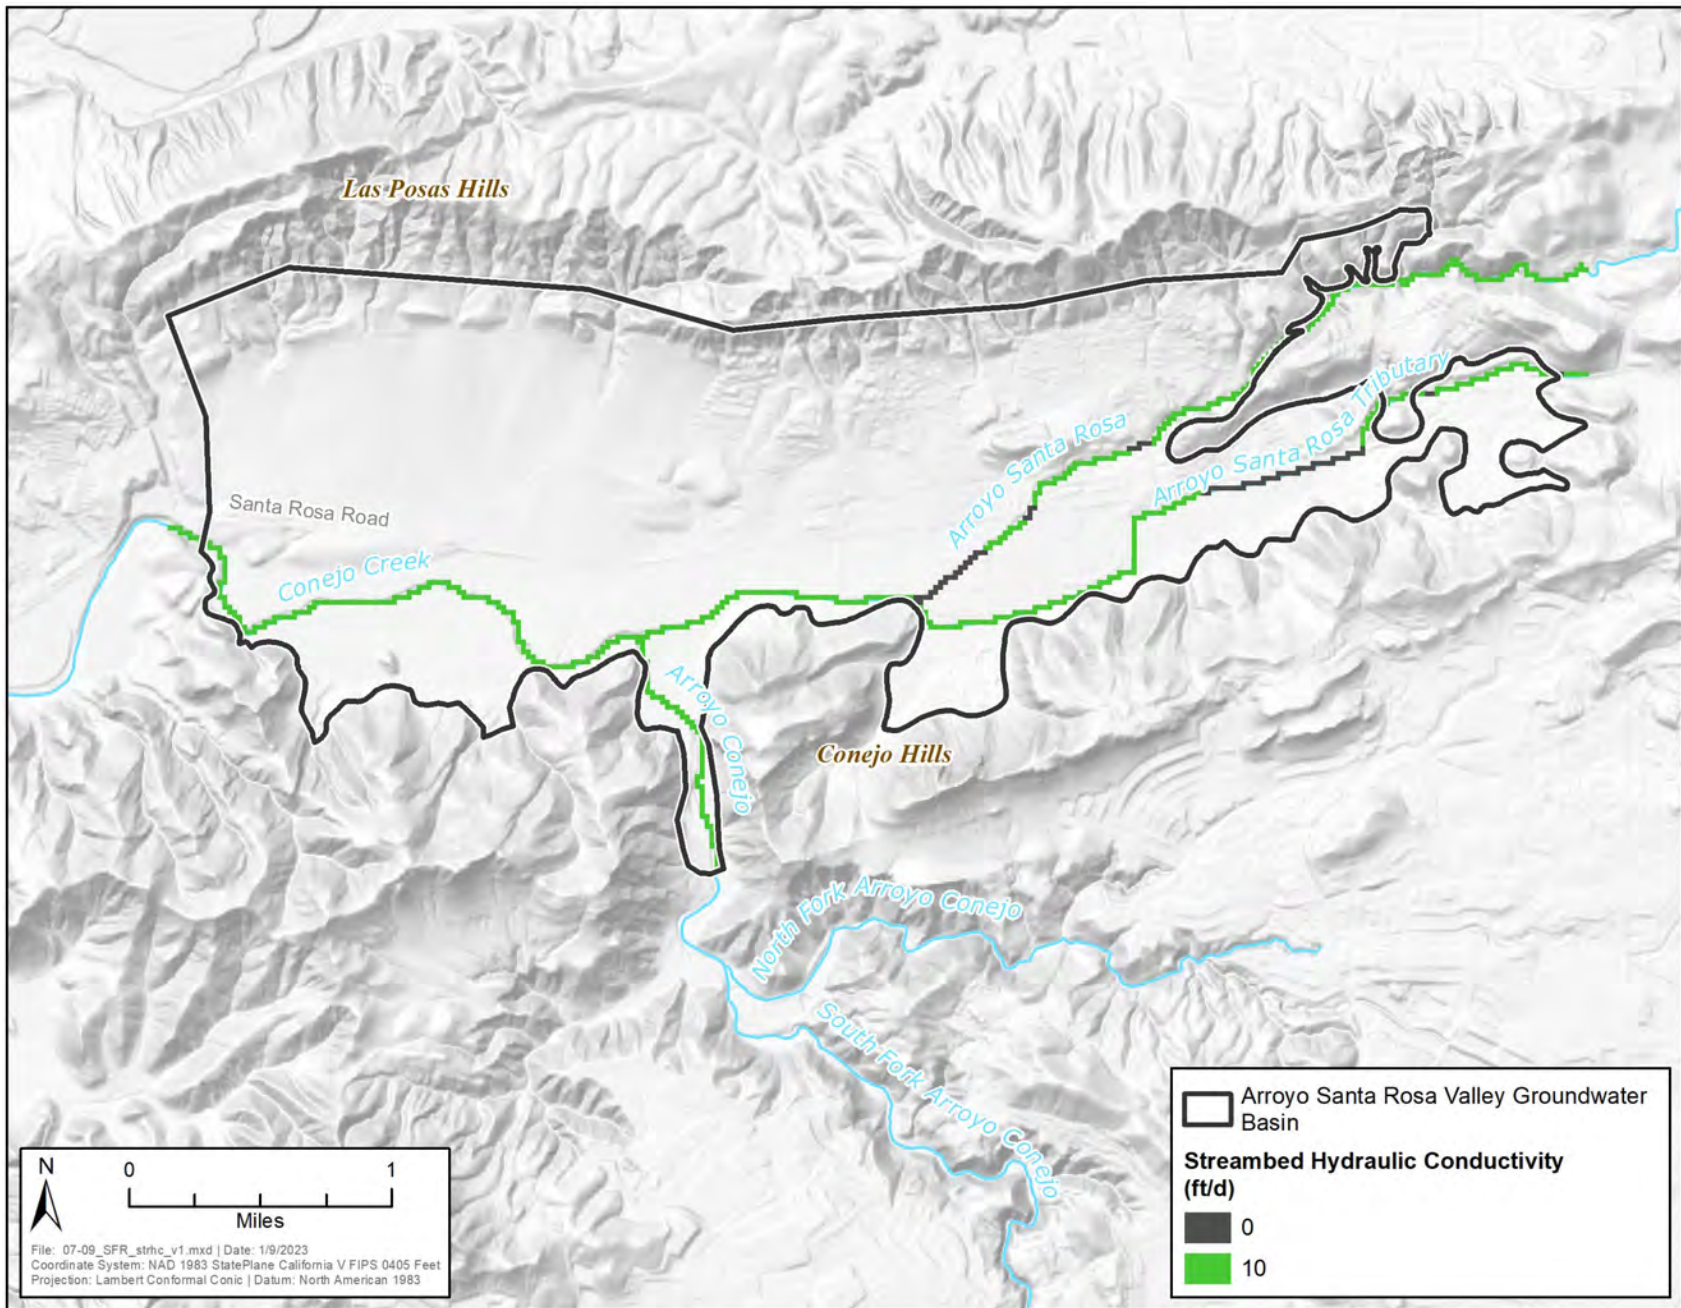 Las Posas Hills
Arroyo Santa Rosa
Arroyo Santa Rosa Tributary
Santa Rosa Road
Conejo Creek
Arroyo Conejo
Conejo Hills
North Fork Arroyo Conejo
South Fork Arroyo Conejo
N
0 1
Miles
File: 07-09_SFR_strhc_v1.mxd | Date: 1/9/2023
Coordinate System: NAD 1983 StatePlane California V FIPS 0405 Feet
Projection: Lambert Conformal Conic | Datum: North American 1983
Arroyo Santa Rosa Valley Groundwater
Basin
Streambed Hydraulic Conductivity
(ft/d)
0
10